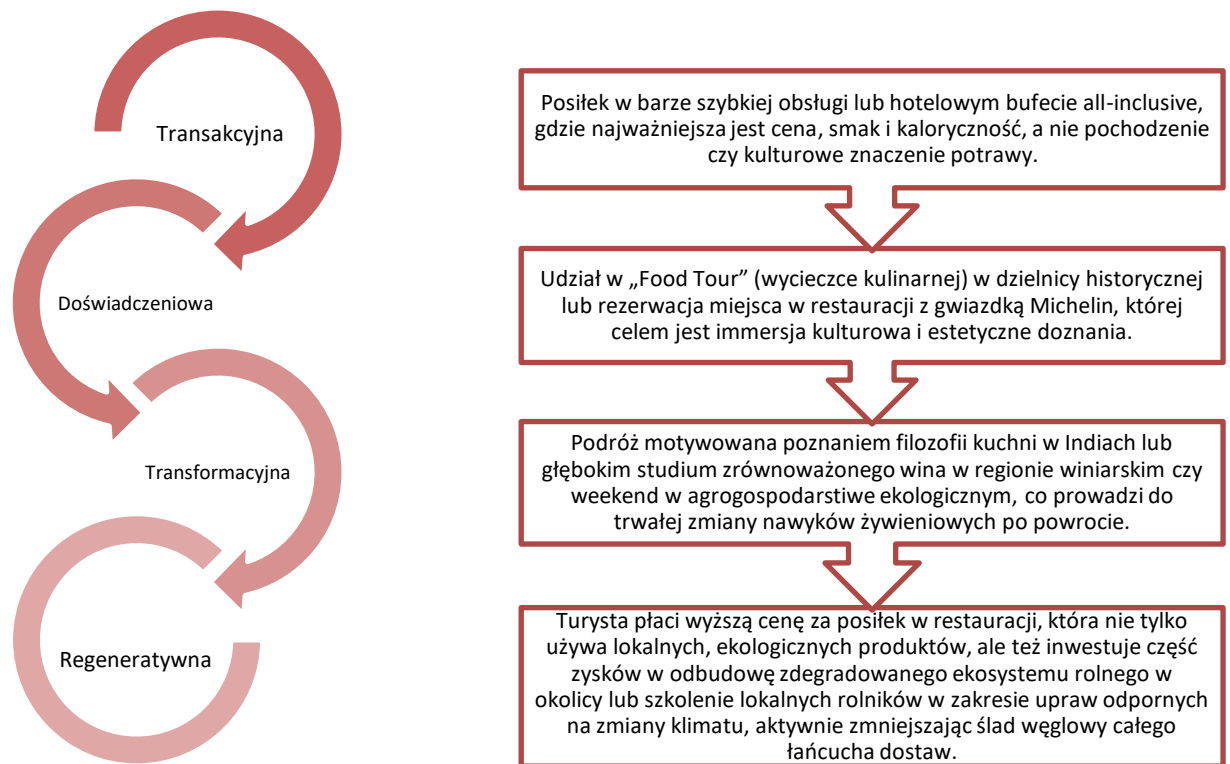 Transakcyjna
Posiłek w barze szybkiej obsługi lub hotelowym bufecie all-inclusive,
gdzie najważniejsza jest cena, smak i kaloryczność, a nie pochodzenie
czy kulturowe znaczenie potrawy.
Doświadczeniowa
Udział w „Food Tour” (wycieczce kulinarnej) w dzielnicy historycznej
lub rezerwacja miejsca w restauracji z gwiazdką Michelin, której
celem jest immersja kulturowa i estetyczne doznania.
Transformacyjna
Podróż motywowana poznaniem filozofii kuchni w Indiach lub
głębokim studium zrównoważonego wina w regionie winiarskim czy
weekend w agrogospodarstwie ekologicznym, co prowadzi do
trwałej zmiany nawyków żywieniowych po powrocie.
Regeneratywna
Turysta płaci wyższą cenę za posiłek w restauracji, która nie tylko
używa lokalnych, ekologicznych produktów, ale też inwestuje część
zysków w odbudowę zdegradowanego ekosystemu rolnego w
okolicy lub szkolenie lokalnych rolników w zakresie upraw odpornych
na zmiany klimatu, aktywnie zmniejszając ślad węglowy całego
łańcucha dostaw.